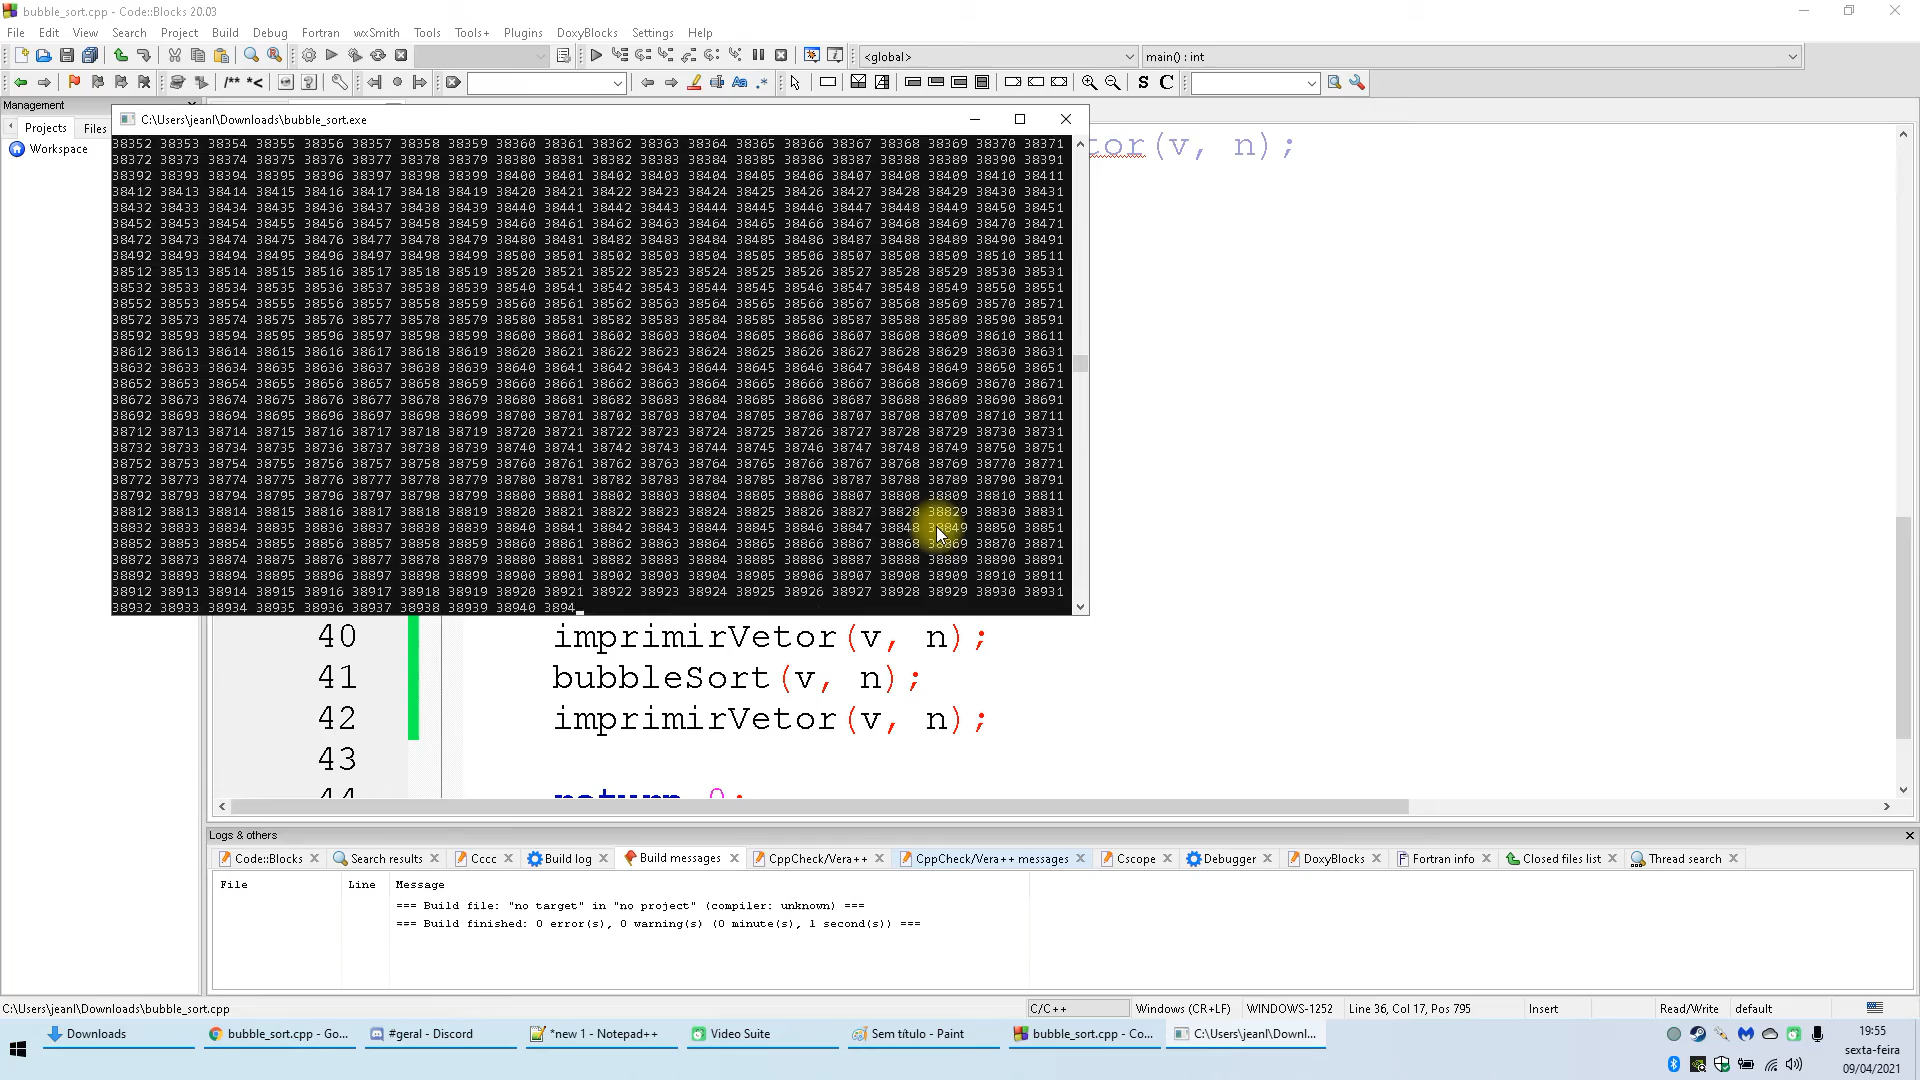 bubble_sort.cpp - Code::Blocks 20.03
File Edit View Search Project Build Debug Fortran wxSmith Tools Tools+ Plugins DoxyBlocks Settings Help
<global> main() : int
/** *< Aa .* S C
Management
Projects Files
Workspace
C:\Users\jeanl\Downloads\bubble_sort.exe
38352 38353 38354 38355 38356 38357 38358 38359 38360 38361 38362 38363 38364 38365 38366 38367 38368 38369 38370 38371
38372 38373 38374 38375 38376 38377 38378 38379 38380 38381 38382 38383 38384 38385 38386 38387 38388 38389 38390 38391
38392 38393 38394 38395 38396 38397 38398 38399 38400 38401 38402 38403 38404 38405 38406 38407 38408 38409 38410 38411
38412 38413 38414 38415 38416 38417 38418 38419 38420 38421 38422 38423 38424 38425 38426 38427 38428 38429 38430 38431
38432 38433 38434 38435 38436 38437 38438 38439 38440 38441 38442 38443 38444 38445 38446 38447 38448 38449 38450 38451
38452 38453 38454 38455 38456 38457 38458 38459 38460 38461 38462 38463 38464 38465 38466 38467 38468 38469 38470 38471
38472 38473 38474 38475 38476 38477 38478 38479 38480 38481 38482 38483 38484 38485 38486 38487 38488 38489 38490 38491
38492 38493 38494 38495 38496 38497 38498 38499 38500 38501 38502 38503 38504 38505 38506 38507 38508 38509 38510 38511
38512 38513 38514 38515 38516 38517 38518 38519 38520 38521 38522 38523 38524 38525 38526 38527 38528 38529 38530 38531
38532 38533 38534 38535 38536 38537 38538 38539 38540 38541 38542 38543 38544 38545 38546 38547 38548 38549 38550 38551
38552 38553 38554 38555 38556 38557 38558 38559 38560 38561 38562 38563 38564 38565 38566 38567 38568 38569 38570 38571
38572 38573 38574 38575 38576 38577 38578 38579 38580 38581 38582 38583 38584 38585 38586 38587 38588 38589 38590 38591
38592 38593 38594 38595 38596 38597 38598 38599 38600 38601 38602 38603 38604 38605 38606 38607 38608 38609 38610 38611
38612 38613 38614 38615 38616 38617 38618 38619 38620 38621 38622 38623 38624 38625 38626 38627 38628 38629 38630 38631
38632 38633 38634 38635 38636 38637 38638 38639 38640 38641 38642 38643 38644 38645 38646 38647 38648 38649 38650 38651
38652 38653 38654 38655 38656 38657 38658 38659 38660 38661 38662 38663 38664 38665 38666 38667 38668 38669 38670 38671
38672 38673 38674 38675 38676 38677 38678 38679 38680 38681 38682 38683 38684 38685 38686 38687 38688 38689 38690 38691
38692 38693 38694 38695 38696 38697 38698 38699 38700 38701 38702 38703 38704 38705 38706 38707 38708 38709 38710 38711
38712 38713 38714 38715 38716 38717 38718 38719 38720 38721 38722 38723 38724 38725 38726 38727 38728 38729 38730 38731
38732 38733 38734 38735 38736 38737 38738 38739 38740 38741 38742 38743 38744 38745 38746 38747 38748 38749 38750 38751
38752 38753 38754 38755 38756 38757 38758 38759 38760 38761 38762 38763 38764 38765 38766 38767 38768 38769 38770 38771
38772 38773 38774 38775 38776 38777 38778 38779 38780 38781 38782 38783 38784 38785 38786 38787 38788 38789 38790 38791
38792 38793 38794 38795 38796 38797 38798 38799 38800 38801 38802 38803 38804 38805 38806 38807 38808 38809 38810 38811
38812 38813 38814 38815 38816 38817 38818 38819 38820 38821 38822 38823 38824 38825 38826 38827 38828 38829 38830 38831
38832 38833 38834 38835 38836 38837 38838 38839 38840 38841 38842 38843 38844 38845 38846 38847 38848 38849 38850 38851
38852 38853 38854 38855 38856 38857 38858 38859 38860 38861 38862 38863 38864 38865 38866 38867 38868 38869 38870 38871
38872 38873 38874 38875 38876 38877 38878 38879 38880 38881 38882 38883 38884 38885 38886 38887 38888 38889 38890 38891
38892 38893 38894 38895 38896 38897 38898 38899 38900 38901 38902 38903 38904 38905 38906 38907 38908 38909 38910 38911
38912 38913 38914 38915 38916 38917 38918 38919 38920 38921 38922 38923 38924 38925 38926 38927 38928 38929 38930 38931
38932 38933 38934 38935 38936 38937 38938 38939 38940 3894
tor(v, n);
40 imprimirVetor(v, n);
41 bubbleSort(v, n);
42 imprimirVetor(v, n);
43
44 return 0;
Logs & others
Code::Blocks Search results Cccc Build log Build messages CppCheck/Vera++ CppCheck/Vera++ messages Cscope Debugger DoxyBlocks Fortran info Closed files list Thread search
File Line Message
=== Build file: "no target" in "no project" (compiler: unknown) ===
=== Build finished: 0 error(s), 0 warning(s) (0 minute(s), 1 second(s)) ===
C:\Users\jeanl\Downloads\bubble_sort.cpp C/C++ Windows (CR+LF) WINDOWS-1252 Line 36, Col 17, Pos 795 Insert Read/Write default
Downloads bubble_sort.cpp - Go... #geral - Discord *new 1 - Notepad++ Video Suite Sem título - Paint bubble_sort.cpp - Co... C:\Users\jeanl\Downl...
19:55
sexta-feira
09/04/2021